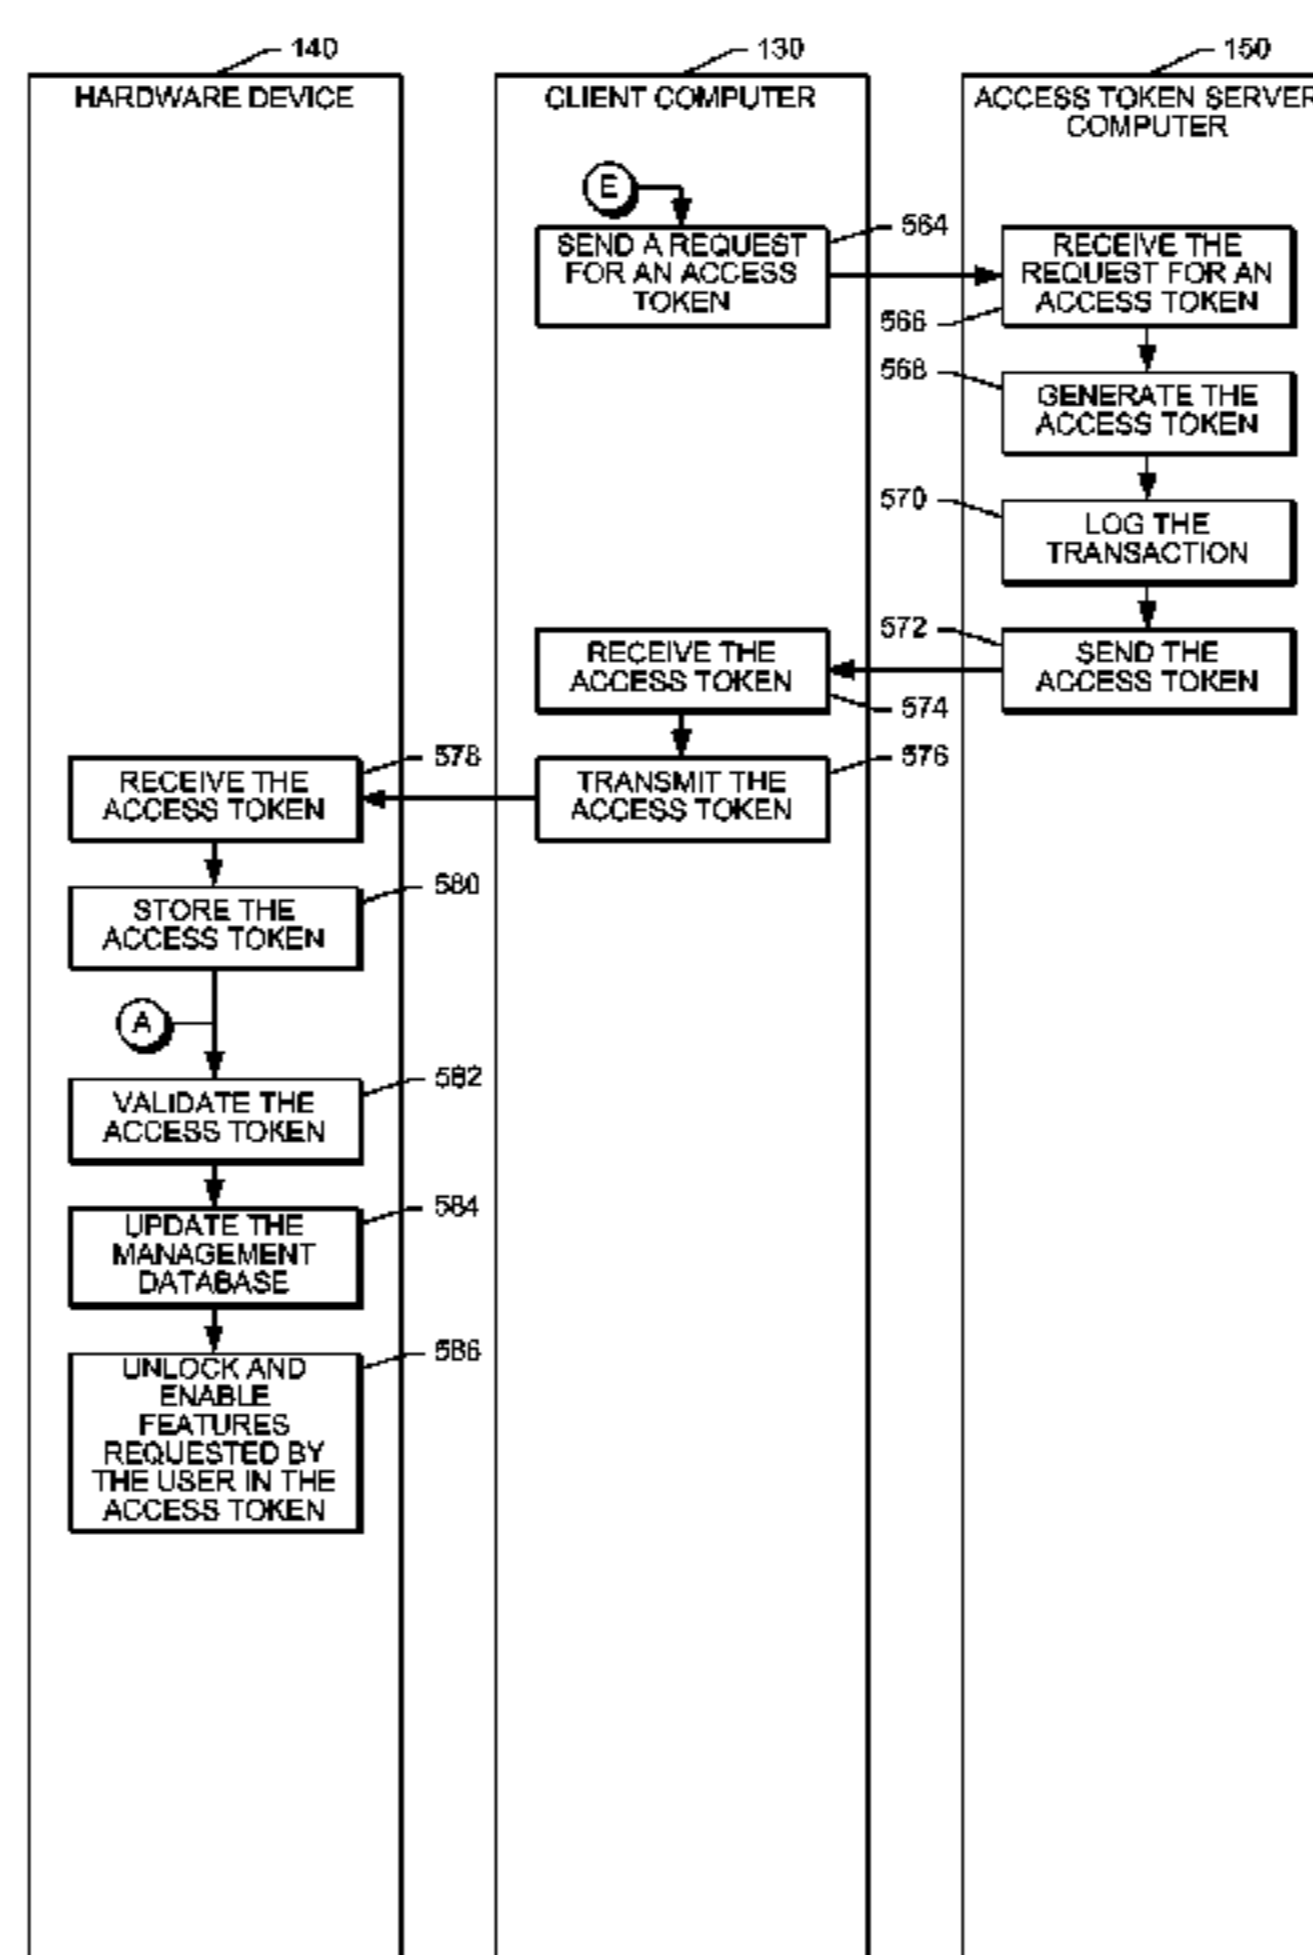 140
HARDWARE DEVICE
130
CLIENT COMPUTER
150
ACCESS TOKEN SERVER
COMPUTER
E
SEND A REQUEST
FOR AN ACCESS
TOKEN
564
RECEIVE THE
REQUEST FOR AN
ACCESS TOKEN
566
568
GENERATE THE
ACCESS TOKEN
570
LOG THE
TRANSACTION
572
SEND THE
ACCESS TOKEN
RECEIVE THE
ACCESS TOKEN
574
TRANSMIT THE
ACCESS TOKEN
576
RECEIVE THE
ACCESS TOKEN
578
STORE THE
ACCESS TOKEN
580
A
VALIDATE THE
ACCESS TOKEN
582
UPDATE THE
MANAGEMENT
DATABASE
584
UNLOCK AND
ENABLE
FEATURES
REQUESTED BY
THE USER IN THE
ACCESS TOKEN
586